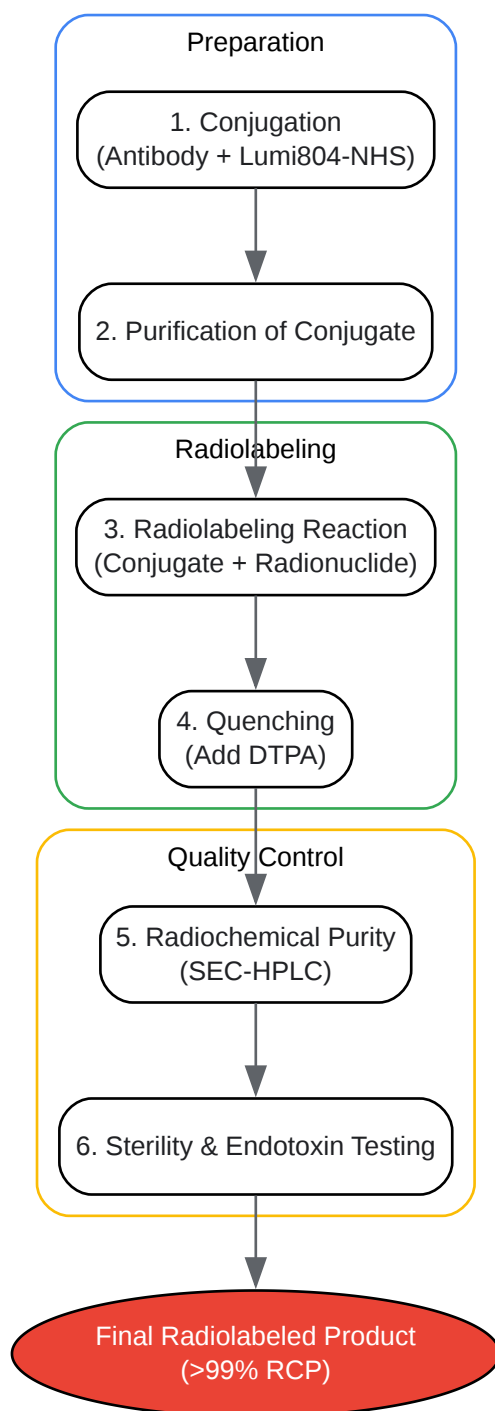 Preparation
1. Conjugation
(Antibody + Lumi804-NHS)
2. Purification of Conjugate
Radiolabeling
3. Radiolabeling Reaction
(Conjugate + Radionuclide)
4. Quenching
(Add DTPA)
Quality Control
5. Radiochemical Purity
(SEC-HPLC)
6. Sterility & Endotoxin Testing
Final Radiolabeled Product
(>99% RCP)